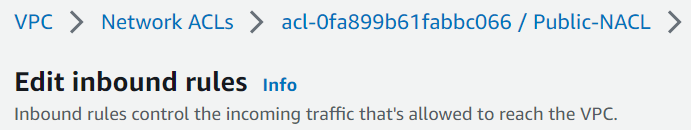 VPC > Network ACLs > acl-0fa899b61fabbc066 / Public-NACL >
Edit inbound rules Info
Inbound rules control the incoming traffic that's allowed to reach the VPC.